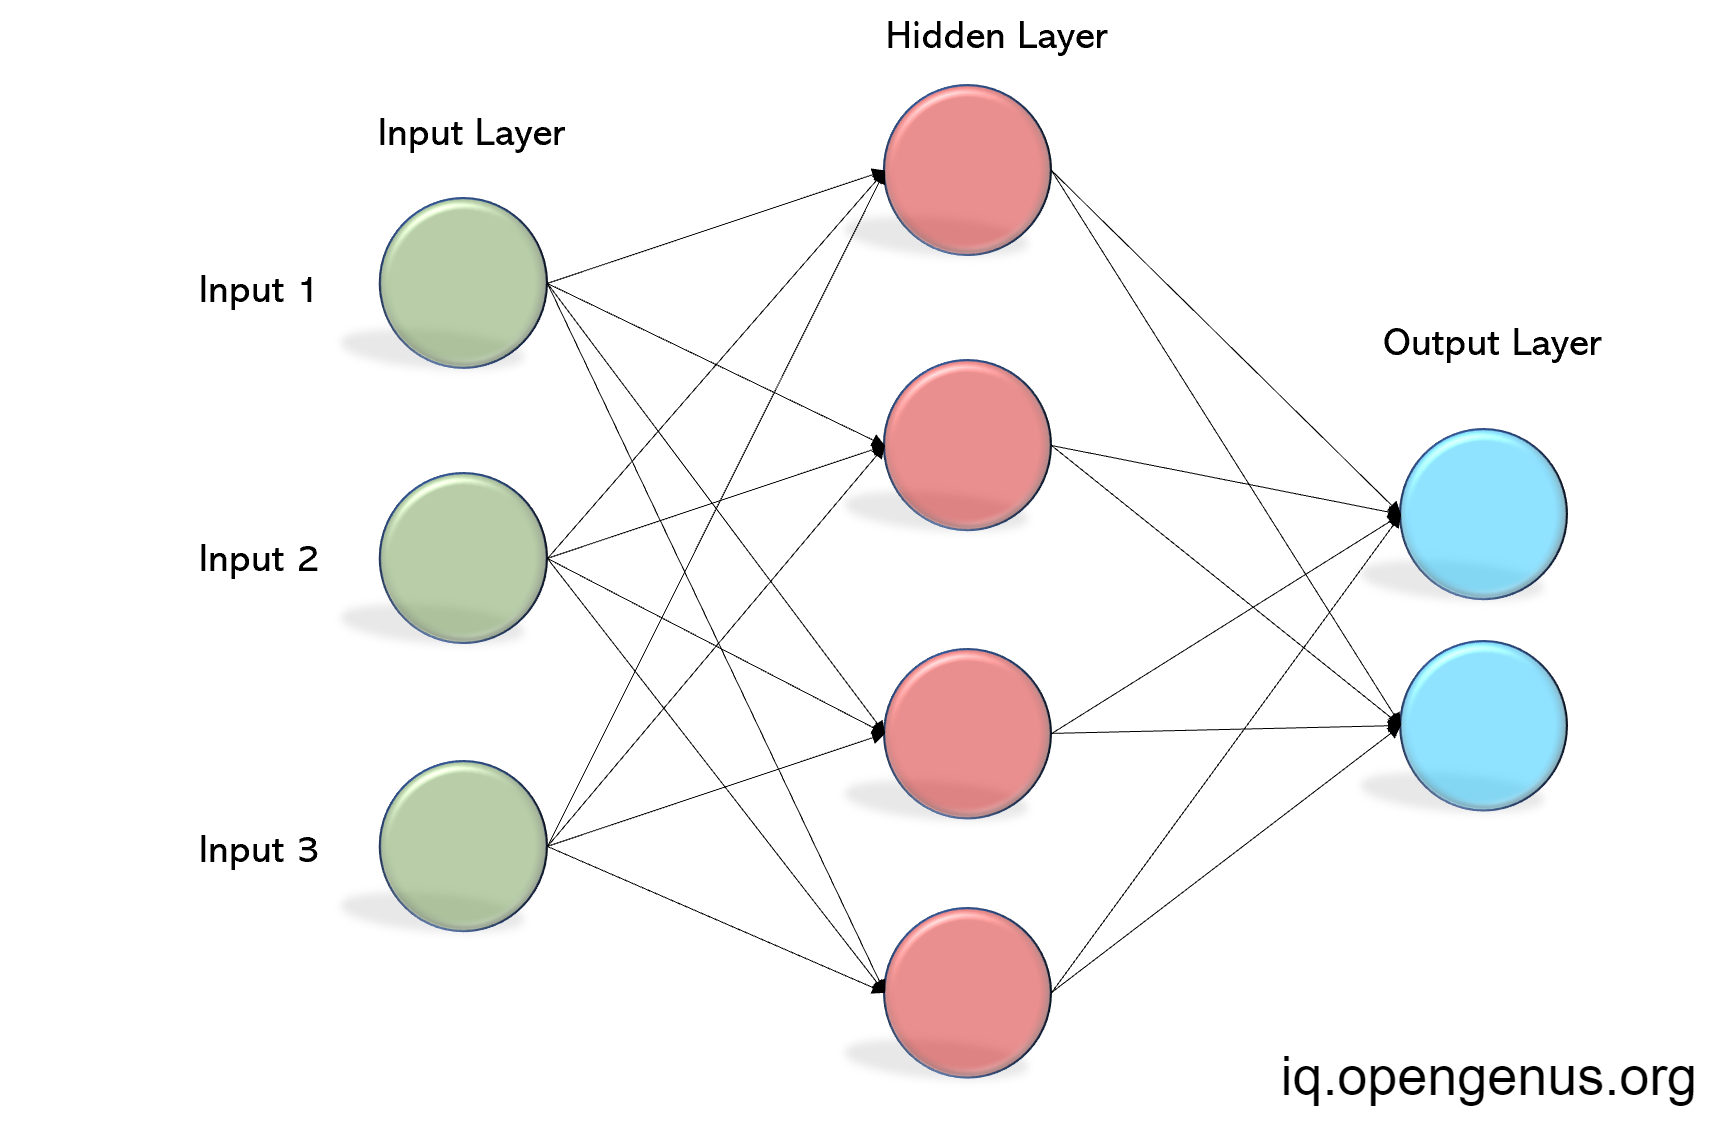 Hidden Layer
Input Layer
Input 1
Output Layer
Input 2
Input 3
iq.opengenus.org